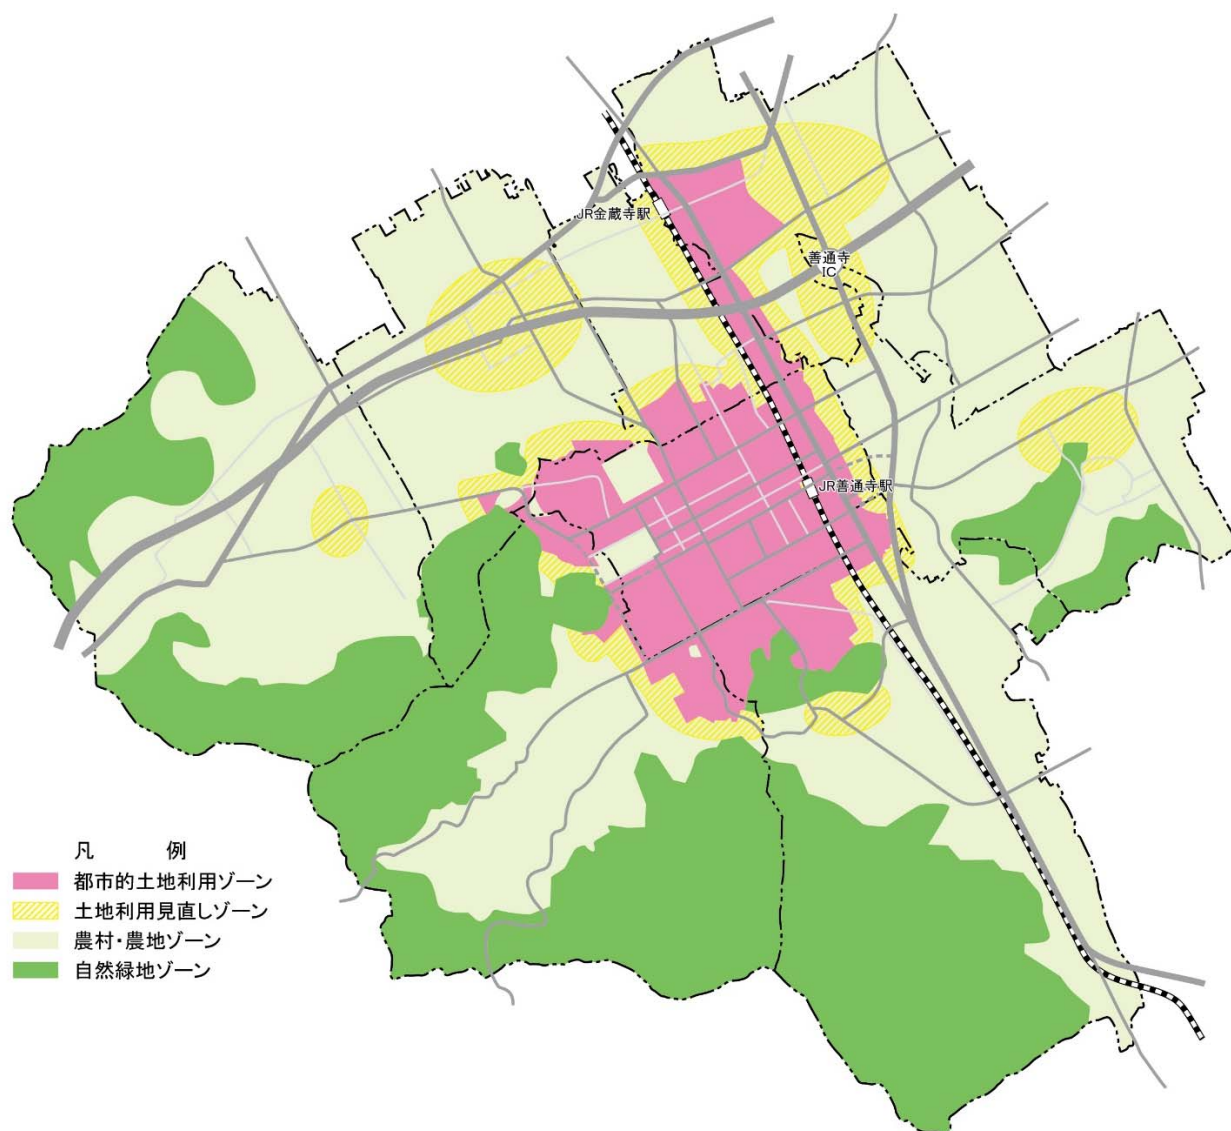 JR金蔵寺駅
善通寺
IC
JR善通寺駅
凡 例
都市的土地利用ゾーン
土地利用見直しゾーン
農村・農地ゾーン
自然緑地ゾーン